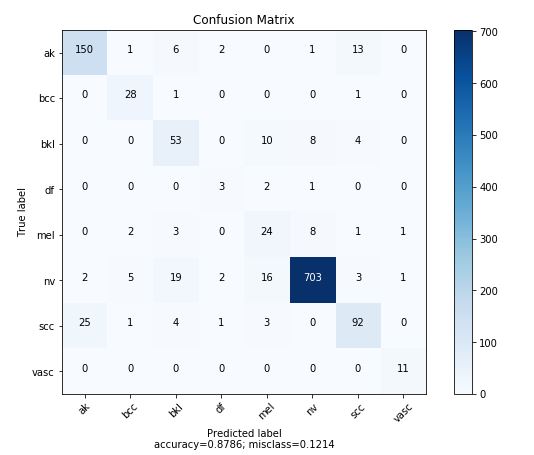 Confusion Matrix
ak 150 1 6 2 0 1 13 0
bcc 0 28 1 0 0 0 1 0
bkl 0 0 53 0 10 8 4 0
df 0 0 0 3 2 1 0 0
mel 0 2 3 0 24 8 1 1
nv 2 5 19 2 16 703 3 1
scc 25 1 4 1 3 0 92 0
vasc 0 0 0 0 0 0 0 11
ak bcc bkl df mel nv scc vasc
True label
Predicted label
accuracy=0.8786; misclass=0.1214
700
600
500
400
300
200
100
0